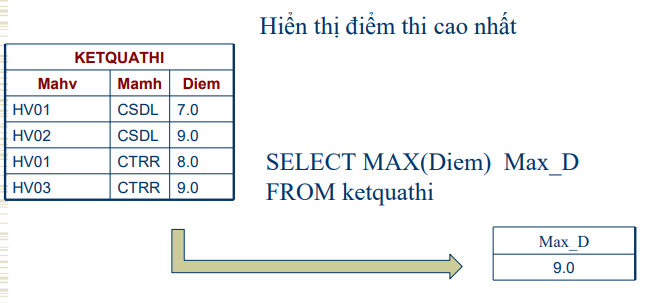 Hiển thị điểm thi cao nhất
KETQUATHI
Mahv Mamh Diem
HV01 CSDL 7.0
HV02 CSDL 9.0
HV01 CTRR 8.0
HV03 CTRR 9.0
SELECT MAX(Diem) Max_D
FROM ketquathi
Max_D
9.0